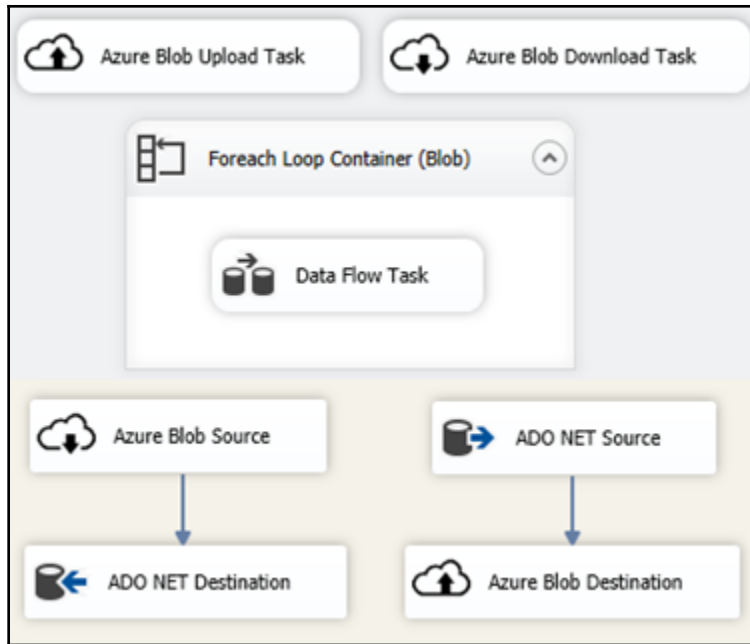 Azure Blob Upload Task
Azure Blob Download Task
Foreach Loop Container (Blob)
Data Flow Task
Azure Blob Source
ADO NET Source
ADO NET Destination
Azure Blob Destination